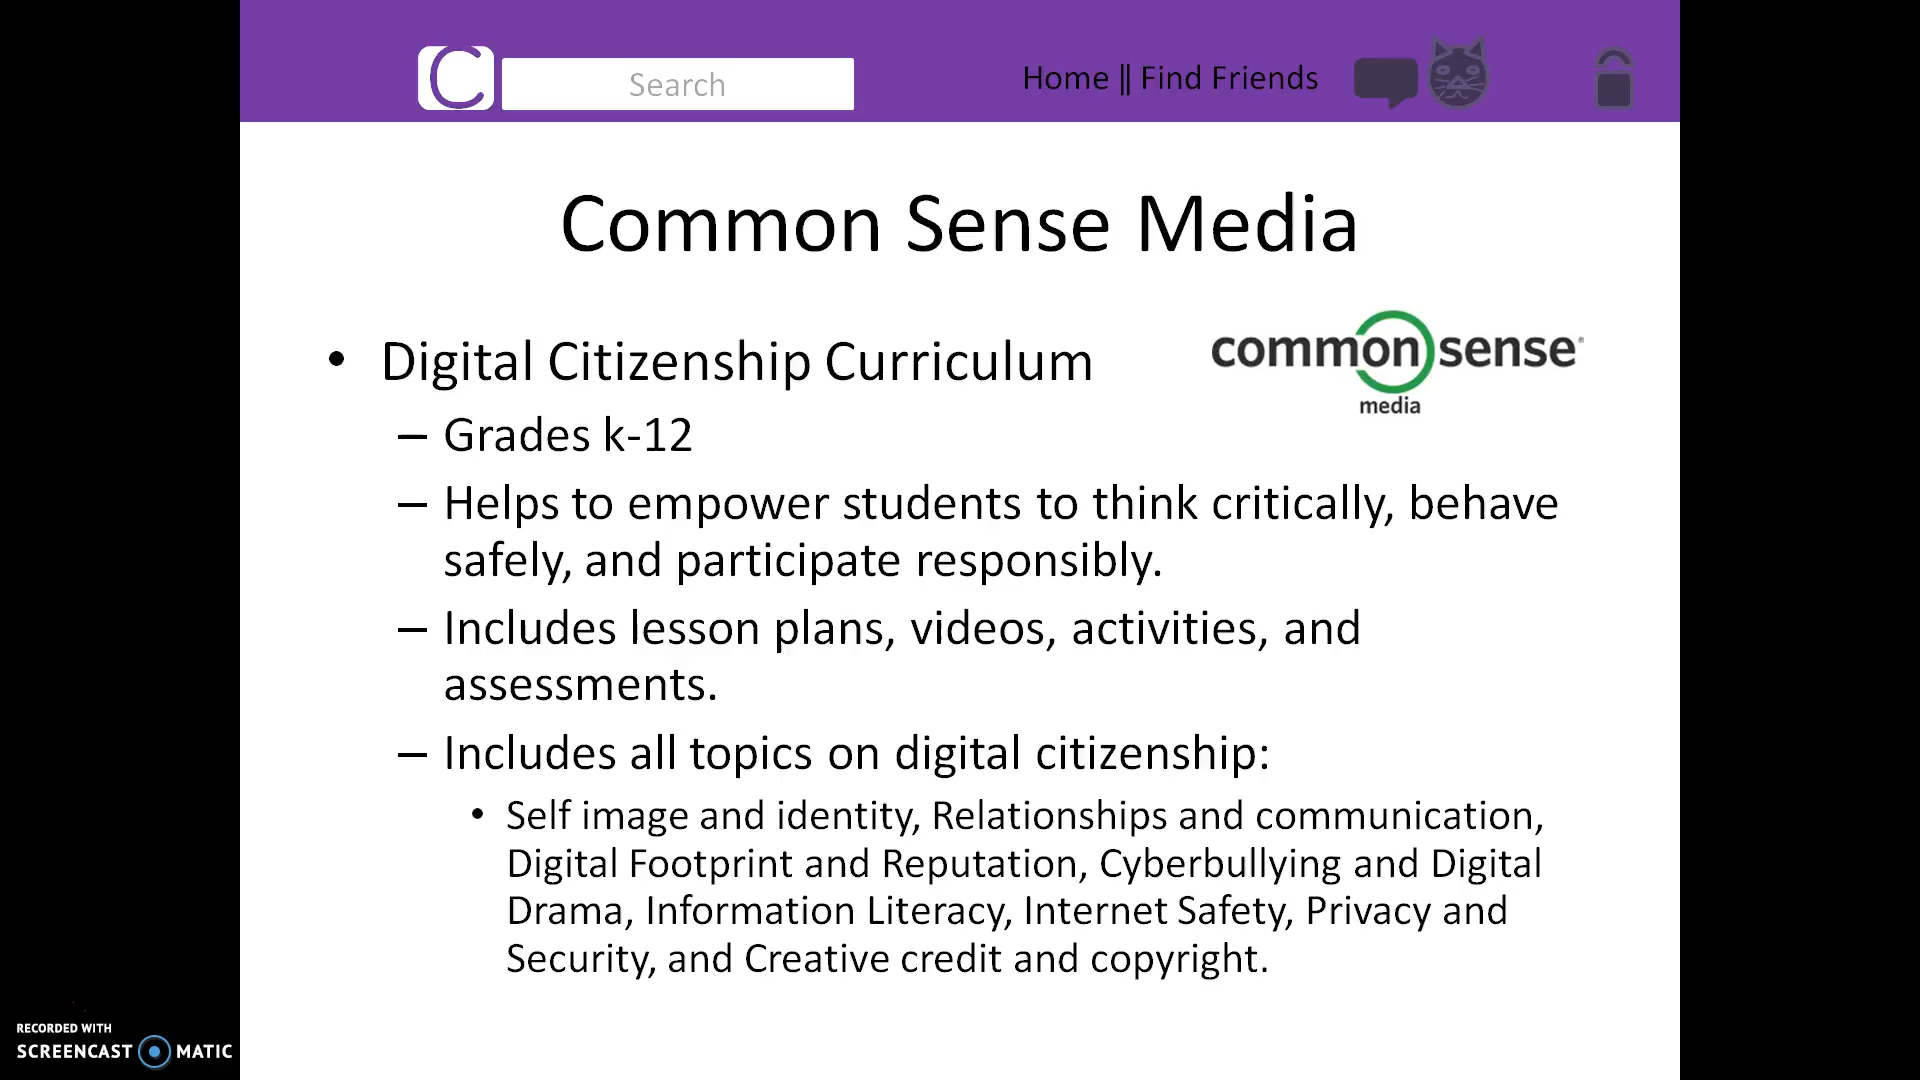 C
Search
Home || Find Friends
Common Sense Media
• Digital Citizenship Curriculum
common sense®
media
– Grades k-12
– Helps to empower students to think critically, behave
safely, and participate responsibly.
– Includes lesson plans, videos, activities, and
assessments.
– Includes all topics on digital citizenship:
• Self image and identity, Relationships and communication,
Digital Footprint and Reputation, Cyberbullying and Digital
Drama, Information Literacy, Internet Safety, Privacy and
Security, and Creative credit and copyright.
RECORDED WITH
SCREENCAST MATIC